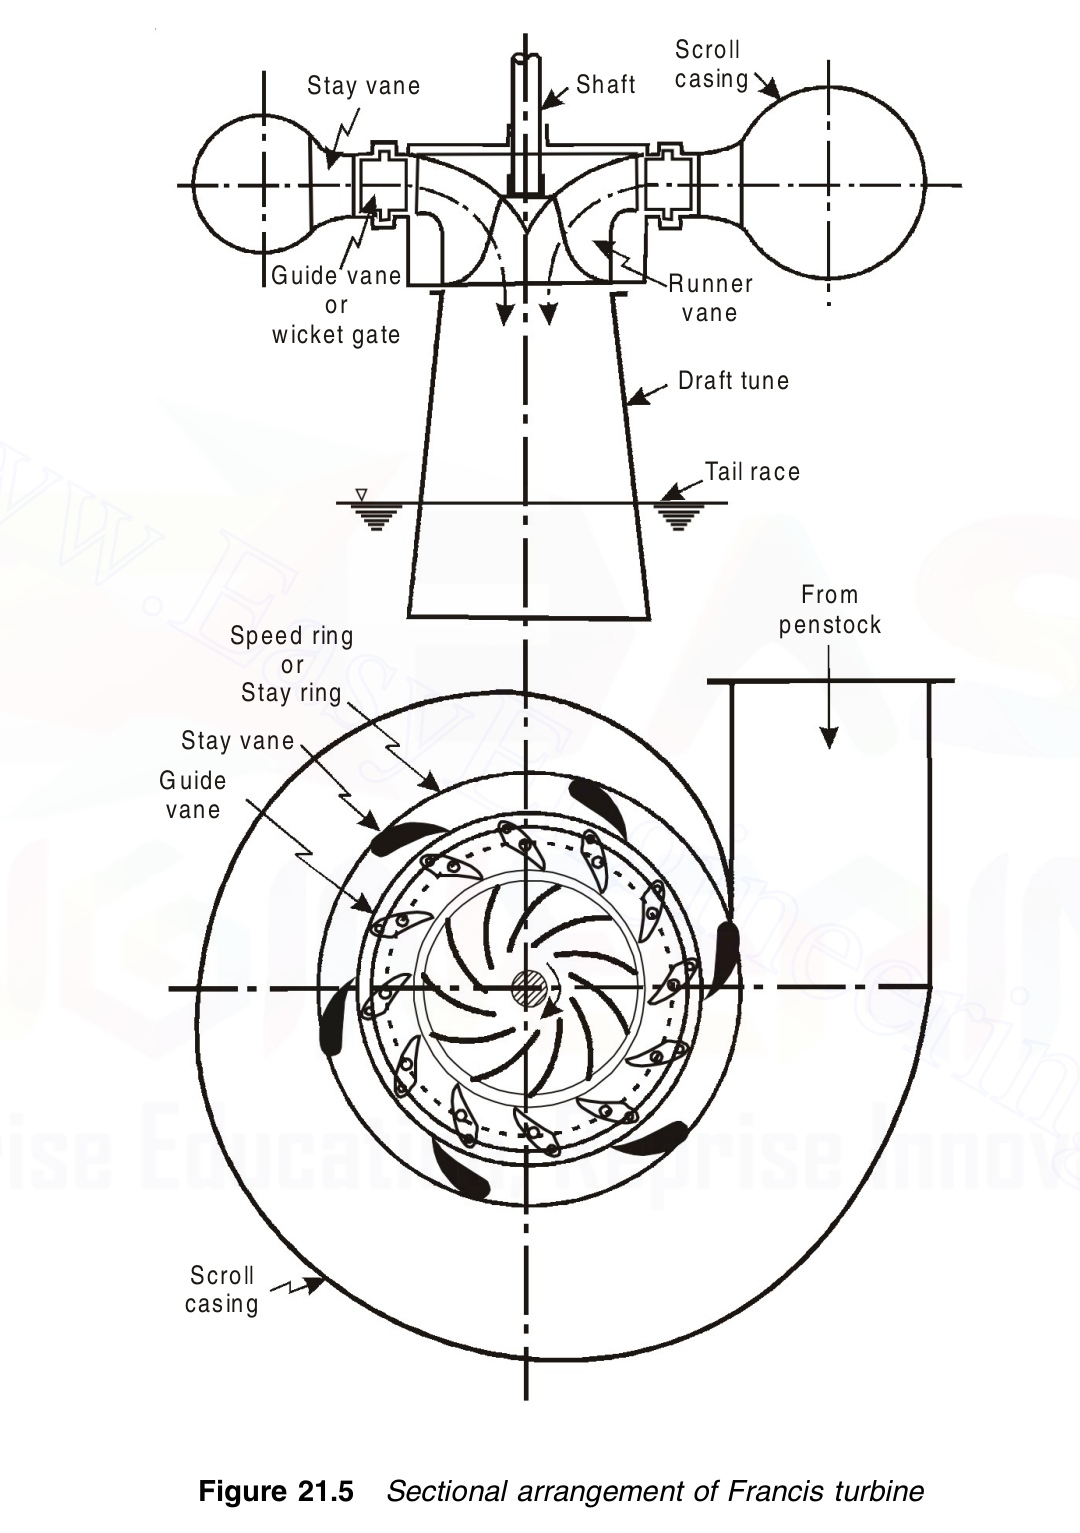 Scroll
casing
Stay vane
Shaft
Guide vane
or
wicket gate
Runner
vane
Draft tune
Tail race
From
penstock
Speed ring
or
Stay ring
Stay vane
Guide
vane
Scroll
casing
Figure 21.5 Sectional arrangement of Francis turbine